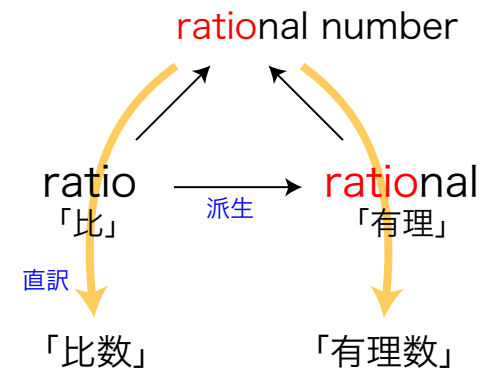 rational number
ratio
rational
「比」
派生
「有理」
直訳
「比数」
「有理数」